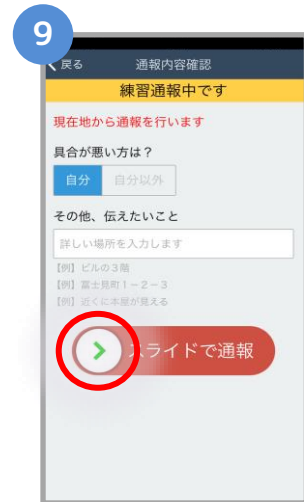 9
戻る 通報内容確認
練習通報中です
現在地から通報を行います
具合が悪い方は？
自分 自分以外
その他、伝えたいこと
詳しい場所を入力します
【例】ビルの3階
【例】富士見町1-2-3
【例】近くに本屋が見える
スライドで通報